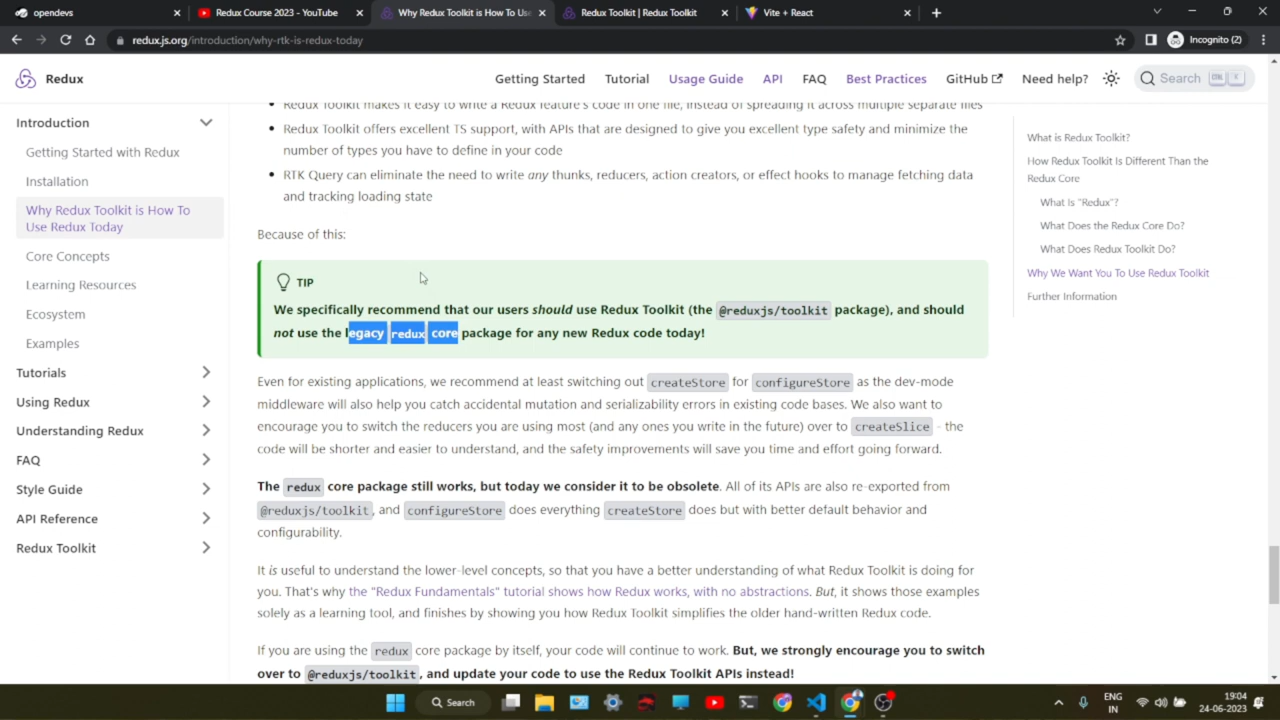 opendevs
Redux Course 2023 - YouTube
Why Redux Toolkit is How To Use
Redux Toolkit | Redux Toolkit
Vite + React
redux.js.org/introduction/why-rtk-is-redux-today
Incognito (2)
Redux
Getting Started
Tutorial
Usage Guide
API
FAQ
Best Practices
GitHub
Need help?
Search
Introduction
Getting Started with Redux
Installation
Why Redux Toolkit is How To
Use Redux Today
Core Concepts
Learning Resources
Ecosystem
Examples
Tutorials
Using Redux
Understanding Redux
FAQ
Style Guide
API Reference
Redux Toolkit
Redux Toolkit makes it easy to write a Redux feature's code in one file, instead of spreading it across multiple separate files
Redux Toolkit offers excellent TS support, with APIs that are designed to give you excellent type safety and minimize the
number of types you have to define in your code
RTK Query can eliminate the need to write any thunks, reducers, action creators, or effect hooks to manage fetching data
and tracking loading state
Because of this:
TIP
We specifically recommend that our users should use Redux Toolkit (the @reduxjs/toolkit package), and should
not use the legacy redux core package for any new Redux code today!
Even for existing applications, we recommend at least switching out createStore for configureStore as the dev-mode
middleware will also help you catch accidental mutation and serializability errors in existing code bases. We also want to
encourage you to switch the reducers you are using most (and any ones you write in the future) over to createSlice - the
code will be shorter and easier to understand, and the safety improvements will save you time and effort going forward.
The redux core package still works, but today we consider it to be obsolete. All of its APIs are also re-exported from
@reduxjs/toolkit, and configureStore does everything createStore does but with better default behavior and
configurability.
It is useful to understand the lower-level concepts, so that you have a better understanding of what Redux Toolkit is doing for
you. That's why the "Redux Fundamentals" tutorial shows how Redux works, with no abstractions. But, it shows those examples
solely as a learning tool, and finishes by showing you how Redux Toolkit simplifies the older hand-written Redux code.
If you are using the redux core package by itself, your code will continue to work. But, we strongly encourage you to switch
over to @reduxjs/toolkit, and update your code to use the Redux Toolkit APIs instead!
What is Redux Toolkit?
How Redux Toolkit Is Different Than the
Redux Core
What Is "Redux"?
What Does the Redux Core Do?
What Does Redux Toolkit Do?
Why We Want You To Use Redux Toolkit
Further Information
Search
ENG
IN
19:04
24-06-2023